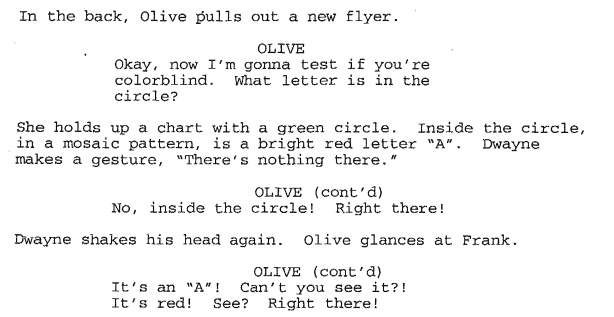 In the back, Olive pulls out a new flyer.
OLIVE
Okay, now I'm gonna test if you're
colorblind.  What letter is in the
circle?
She holds up a chart with a green circle.  Inside the circle,
in a mosaic pattern, is a bright red letter "A".  Dwayne
makes a gesture, "There's nothing there."
OLIVE (cont'd)
No, inside the circle!  Right there!
Dwayne shakes his head again.  Olive glances at Frank.
OLIVE (cont'd)
It's an "A"!  Can't you see it?!
It's red!  See?  Right there!